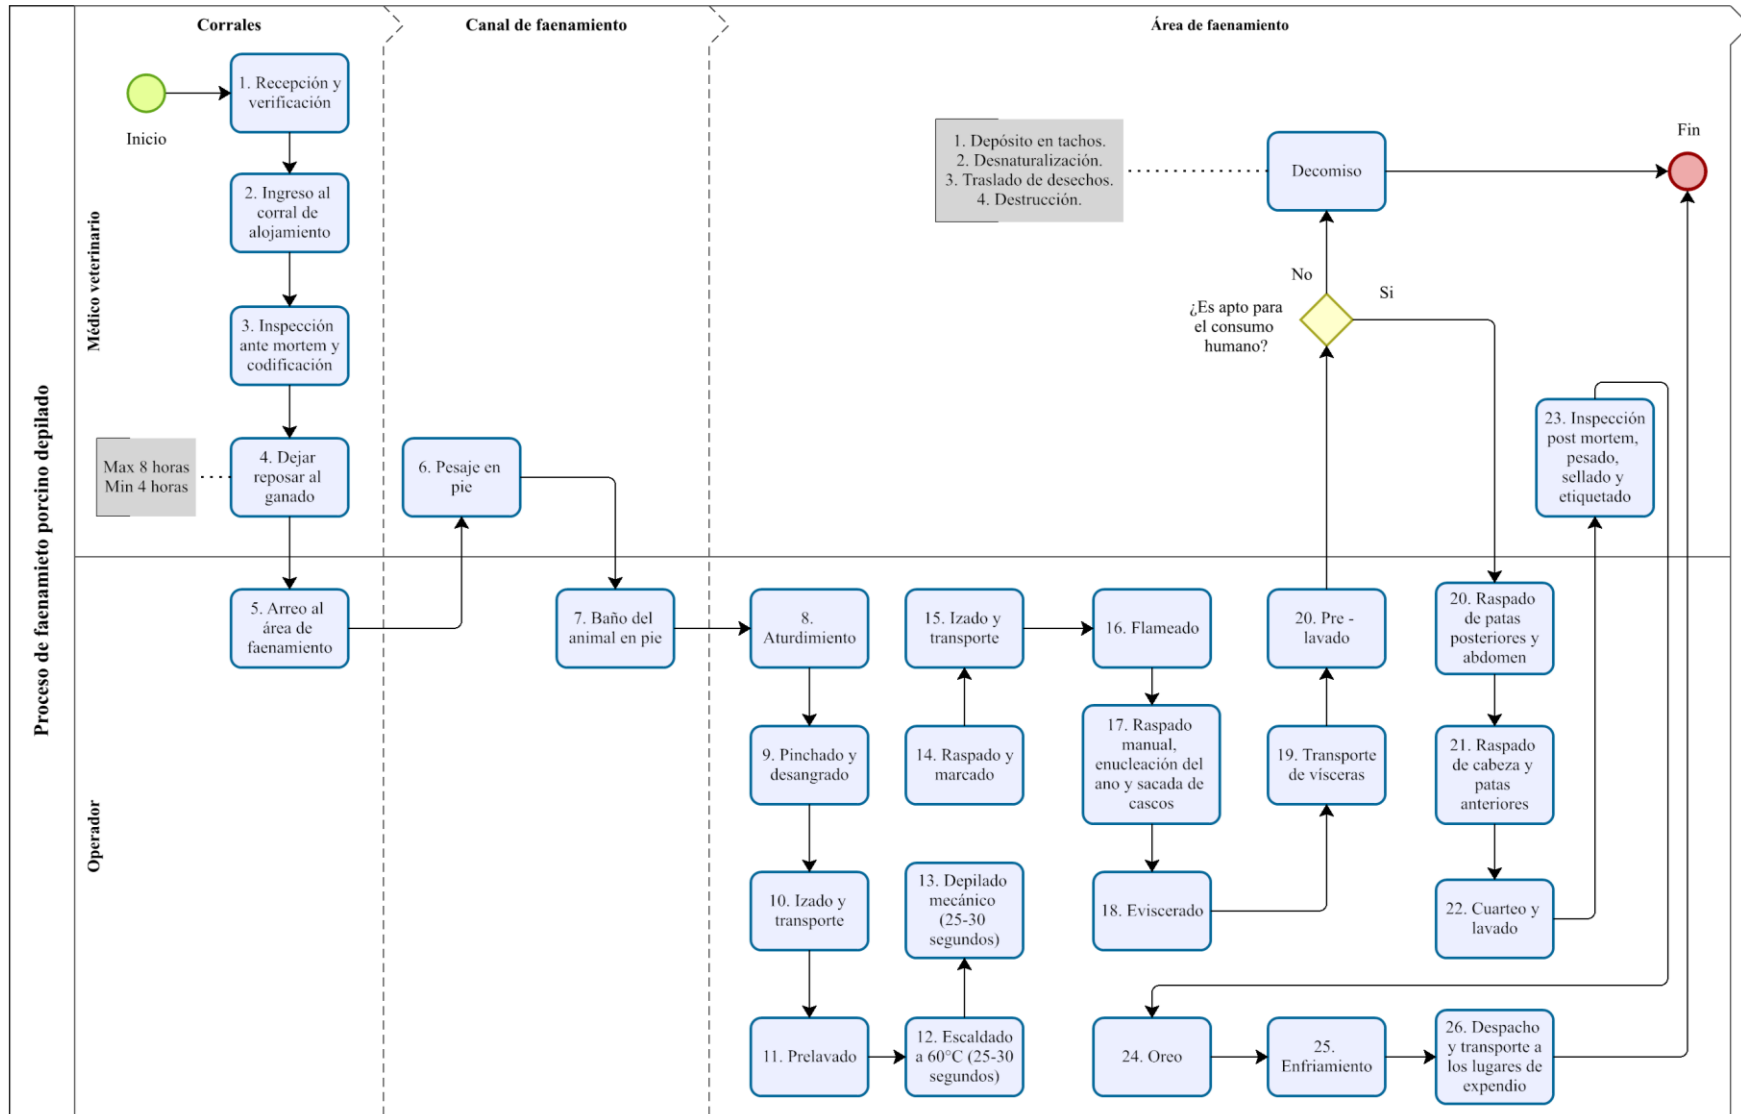 Corrales
Canal de faenamiento
Área de faenamiento
Proceso de faenamieto porcino depilado
Médico veterinario
Operador
Inicio
1. Recepción y
verificación
2. Ingreso al
corral de
alojamiento
3. Inspección
ante mortem y
codificación
Max 8 horas
Min 4 horas
4. Dejar
reposar al
ganado
5. Arreo al
área de
faenamiento
6. Pesaje en
pie
7. Baño del
animal en pie
8.
Aturdimiento
9. Pinchado y
desangrado
10. Izado y
transporte
11. Prelavado
12. Escaldado
a 60°C (25-30
segundos)
13. Depilado
mecánico
(25-30
segundos)
14. Raspado y
marcado
15. Izado y
transporte
16. Flameado
17. Raspado
manual,
enucleación del
ano y sacada de
cascos
18. Eviscerado
19. Transporte
de vísceras
20. Pre -
lavado
¿Es apto para
el consumo
humano?
No
Si
Decomiso
1. Depósito en tachos.
2. Desnaturalización.
3. Traslado de desechos.
4. Destrucción.
Fin
20. Raspado
de patas
posteriores y
abdomen
21. Raspado
de cabeza y
patas
anteriores
22. Cuarteo y
lavado
23. Inspección
post mortem,
pesado,
sellado y
etiquetado
24. Oreo
25.
Enfriamiento
26. Despacho
y transporte a
los lugares de
expendio